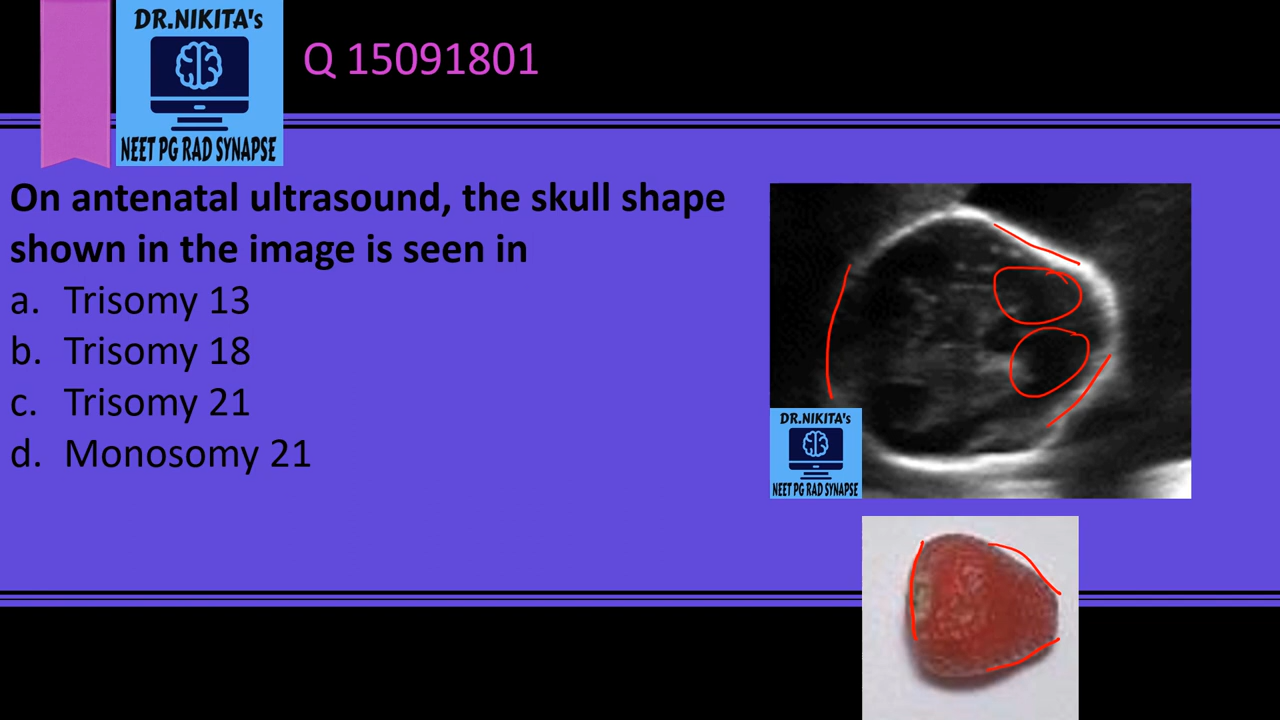 DR.NIKITA's
NEET PG RAD SYNAPSE
Q 15091801
On antenatal ultrasound, the skull shape
shown in the image is seen in
a. Trisomy 13
b. Trisomy 18
c. Trisomy 21
d. Monosomy 21
DR.NIKITA's
NEET PG RAD SYNAPSE